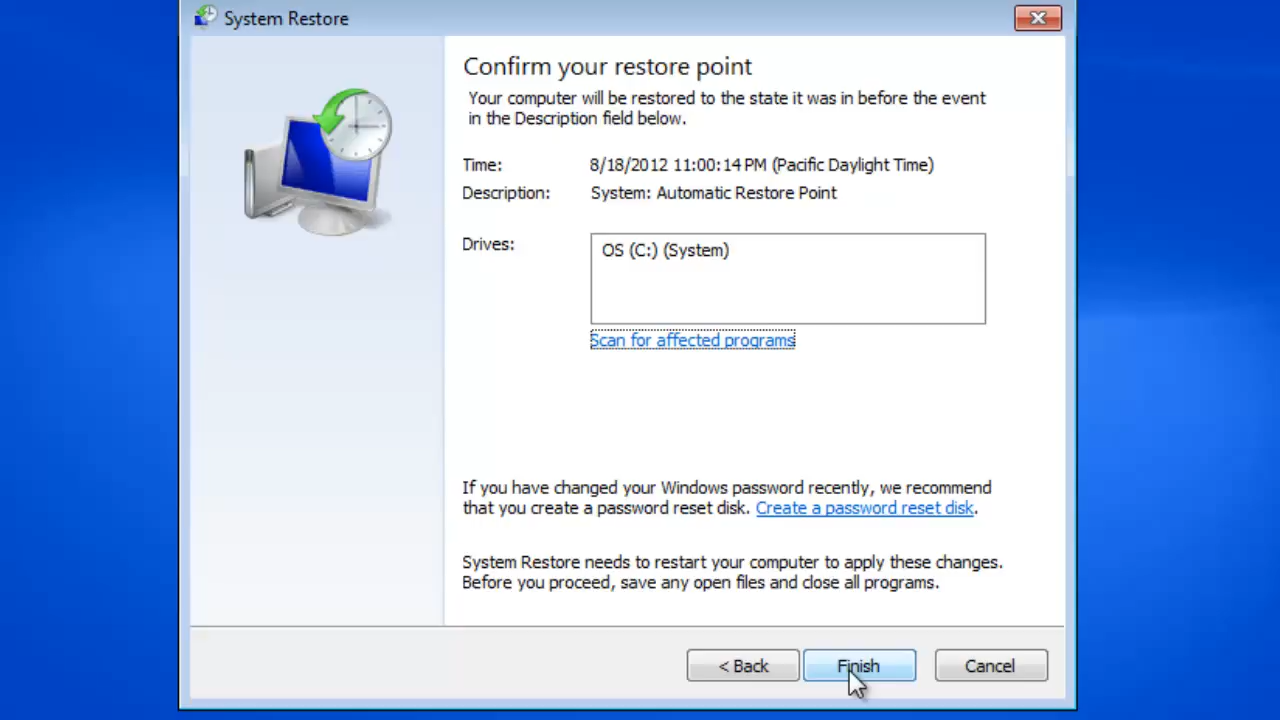 System Restore
Confirm your restore point
Your computer will be restored to the state it was in before the event
in the Description field below.
Time: 8/18/2012 11:00:14 PM (Pacific Daylight Time)
Description: System: Automatic Restore Point
Drives: OS (C:) (System)
Scan for affected programs
If you have changed your Windows password recently, we recommend
that you create a password reset disk. Create a password reset disk.
System Restore needs to restart your computer to apply these changes.
Before you proceed, save any open files and close all programs.
< Back Finish Cancel